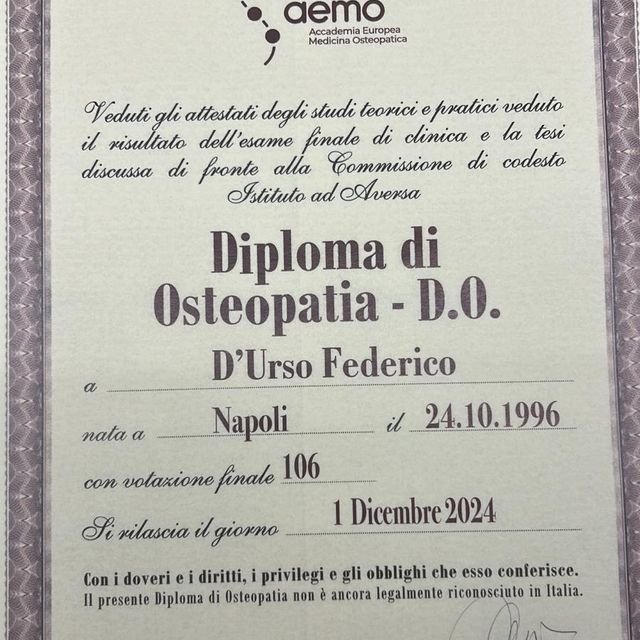 aemo
Accademia Europea
Medicina Osteopatica
Veduti gli attestati degli studi teorici e pratici veduto
il risultato dell'esame finale di clinica e la tesi
discussa di fronte alla Commissione di codesto
Istituto ad Aversa
Diploma di
Osteopatia - D.O.
a D'Urso Federico
nata a Napoli il 24.10.1996
con votazione finale 106
Si rilascia il giorno 1 Dicembre 2024
Con i doveri e i diritti, i privilegi e gli obblighi che esso conferisce.
Il presente Diploma di Osteopatia non è ancora legalmente riconosciuto in Italia.